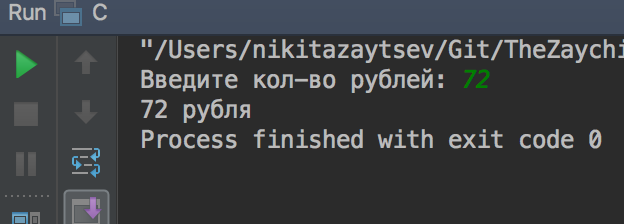 Run C
"/Users/nikitazaytsev/Git/TheZaychi
Введите кол-во рублей: 72
72 рубля
Process finished with exit code 0